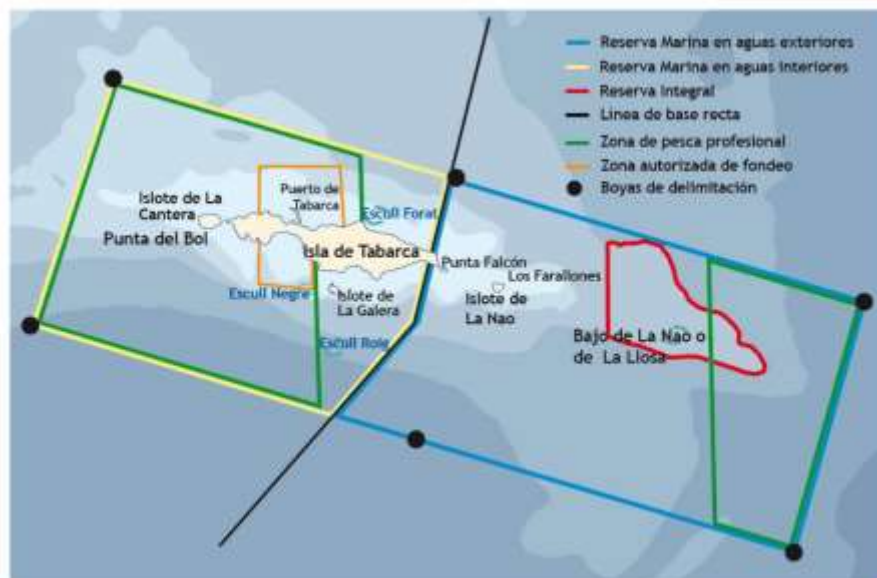 Reserva Marina en aguas exteriores
Reserva Marina en aguas interiores
Reserva Integral
Linea de base recta
Zona de pesca profesional
Zona autorizada de fondeo
Boyas de delimitación
Islote de La
Cantera
Punta del Bol
Puerto de
Tabarca
Escull Forat
Isla de Tabarca
Punta Falcón
Los Farallones
Escull Negre
Islote de
La Galera
Islote de
La Nao
Escull Roie
Bajo de La Nao o
de La Llosa